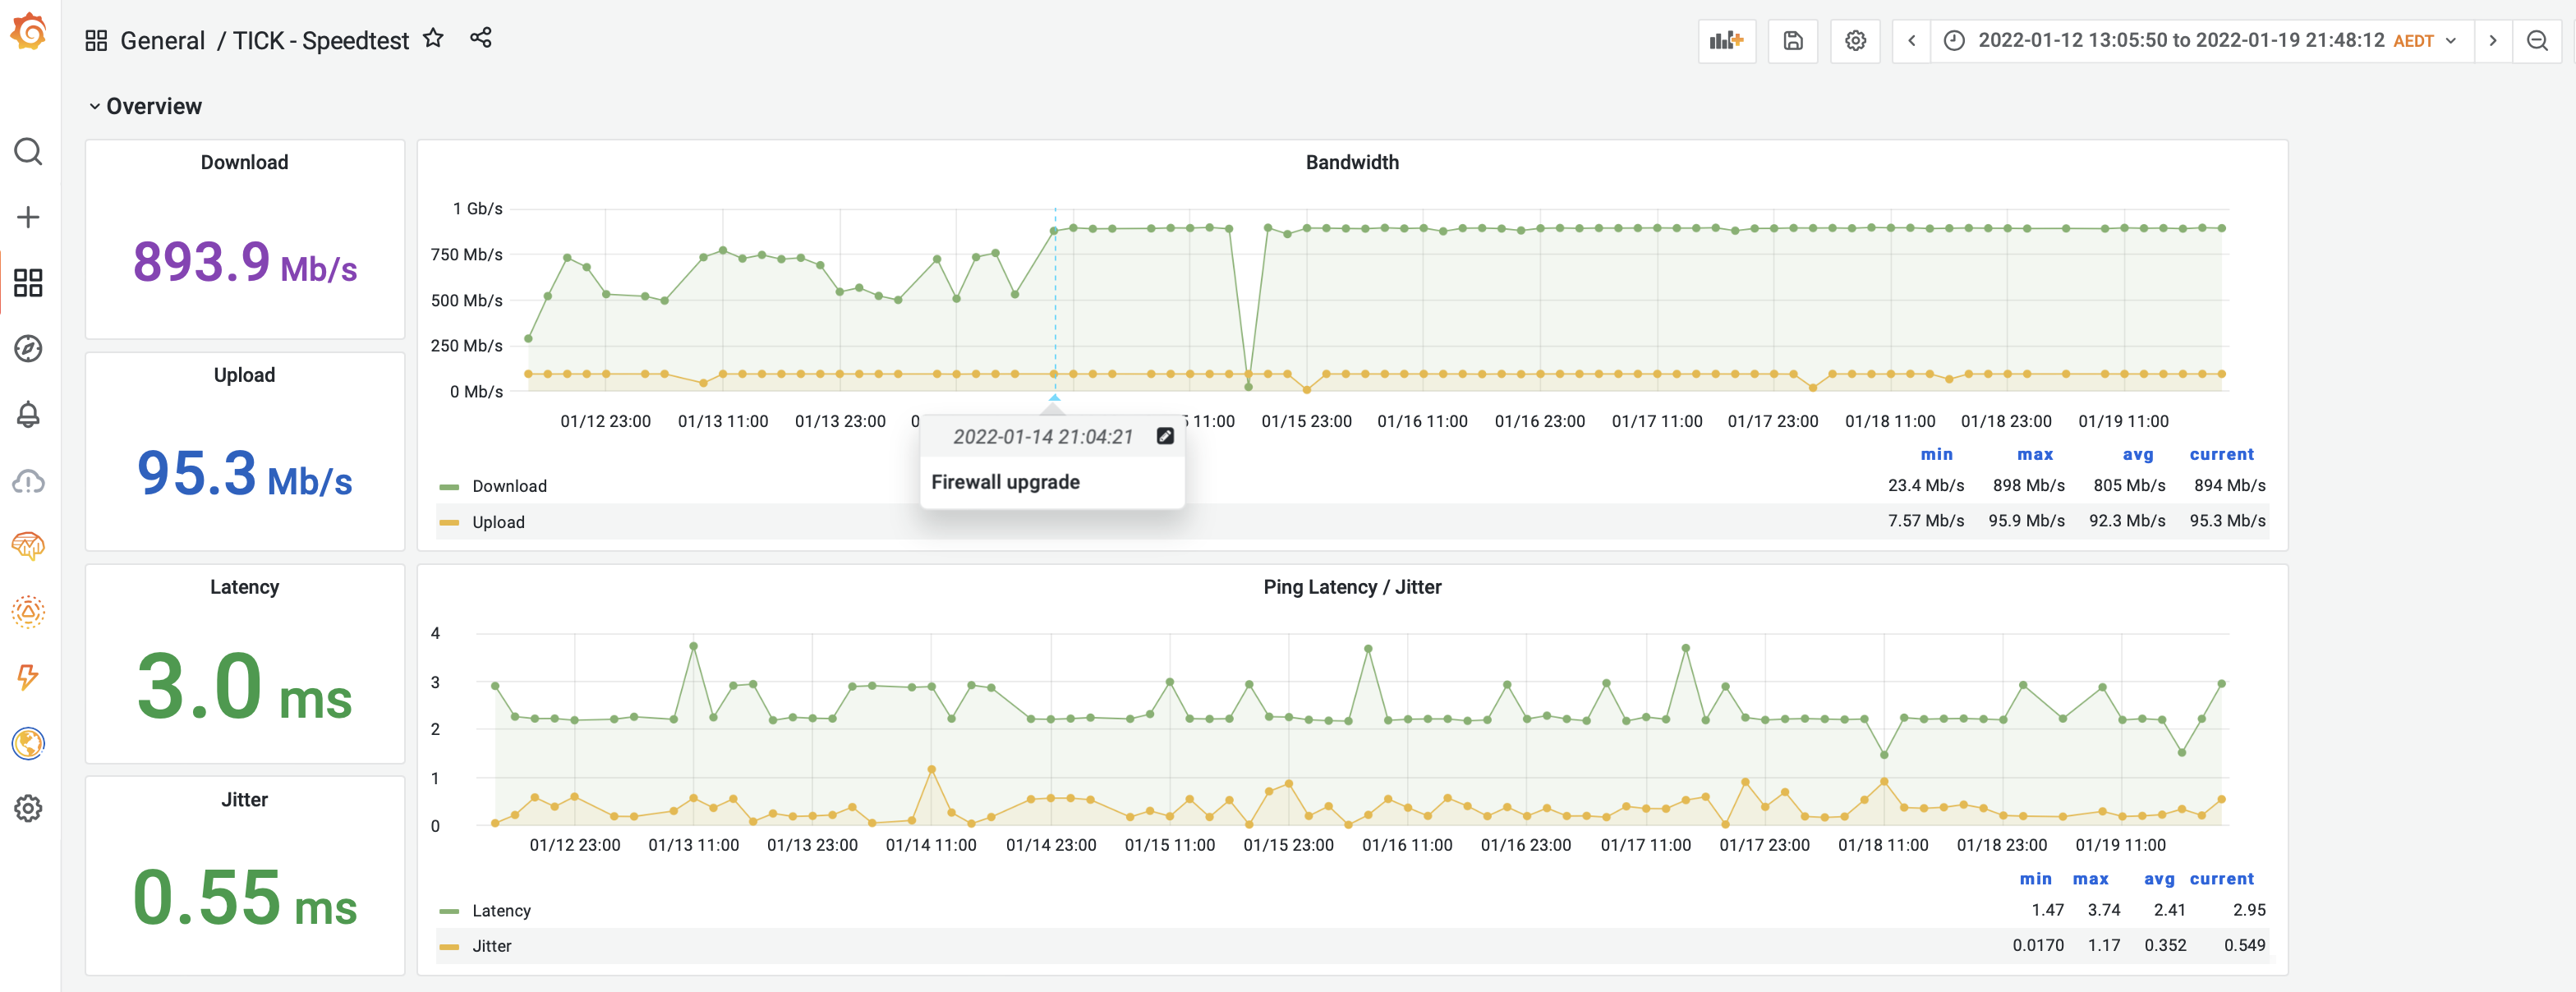 General / TICK - Speedtest
2022-01-12 13:05:50 to 2022-01-19 21:48:12 AEDT
Overview
Download
893.9 Mb/s
Upload
95.3 Mb/s
Latency
3.0 ms
Jitter
0.55 ms
Bandwidth
1 Gb/s
750 Mb/s
500 Mb/s
250 Mb/s
0 Mb/s
01/12 23:00 01/13 11:00 01/13 23:00 11:00 01/15 23:00 01/16 11:00 01/16 23:00 01/17 11:00 01/17 23:00 01/18 11:00 01/18 23:00 01/19 11:00
2022-01-14 21:04:21
Firewall upgrade
min max avg current
Download 23.4 Mb/s 898 Mb/s 805 Mb/s 894 Mb/s
Upload 7.57 Mb/s 95.9 Mb/s 92.3 Mb/s 95.3 Mb/s
Ping Latency / Jitter
4
3
2
1
0
01/12 23:00 01/13 11:00 01/13 23:00 01/14 11:00 01/14 23:00 01/15 11:00 01/15 23:00 01/16 11:00 01/16 23:00 01/17 11:00 01/17 23:00 01/18 11:00 01/18 23:00 01/19 11:00
min max avg current
Latency 1.47 3.74 2.41 2.95
Jitter 0.0170 1.17 0.352 0.549